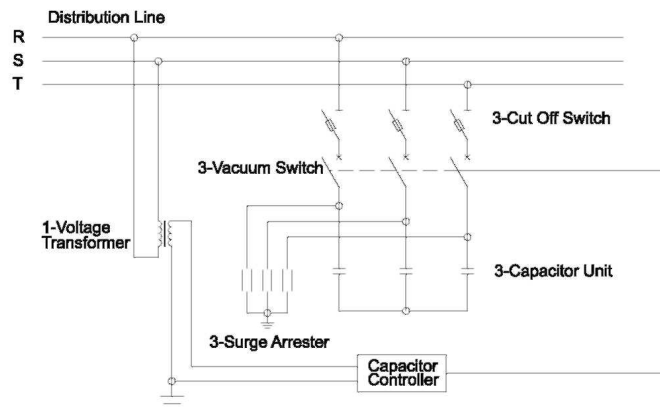 Distribution Line
R
S
T
3-Cut Off Switch
3-Vacuum Switch
1-Voltage
Transformer
3-Capacitor Unit
3-Surge Arrester
Capacitor
Controller